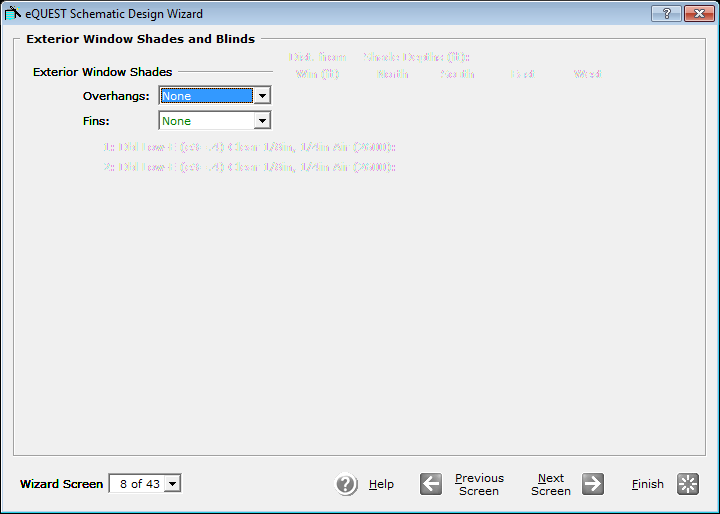 eQUEST Schematic Design Wizard
Exterior Window Shades and Blinds
Dist. from Shade Depths (ft):
Exterior Window Shades
Win (ft) North South East West
Overhangs: None
Fins: None
1: Dbl Low-E (e3=.4) Clear 1/8in, 1/4in Air (2600):
2: Dbl Low-E (e3=.4) Clear 1/8in, 1/4in Air (2600):
Wizard Screen 8 of 43
? Help
Previous
Screen
Next
Screen
Finish